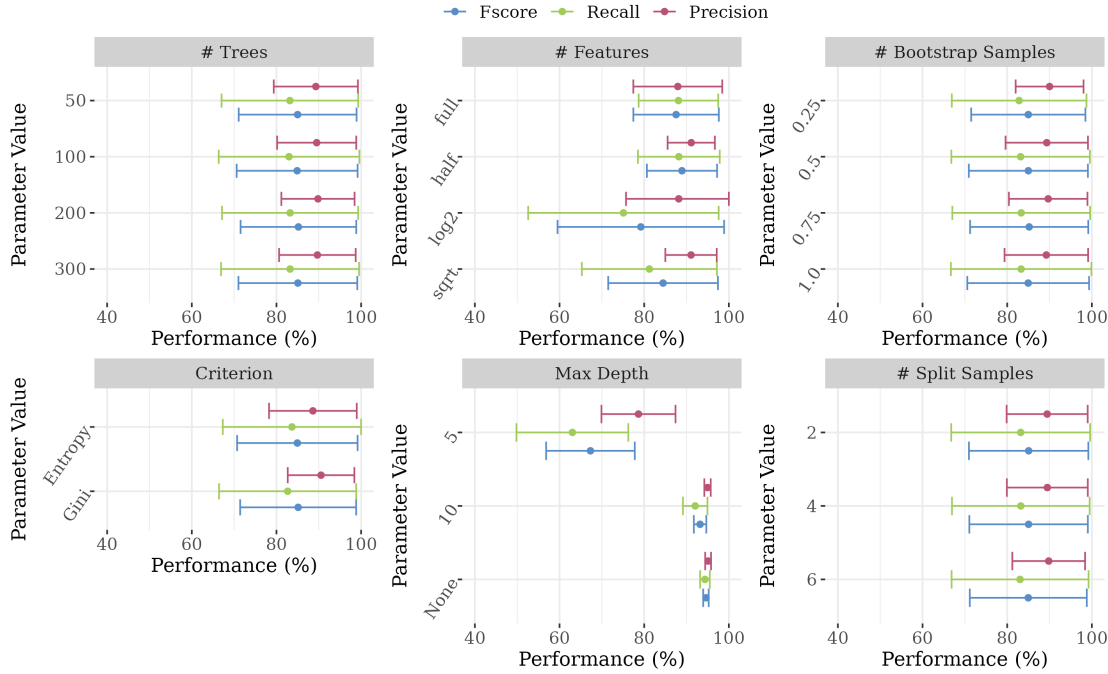 Fscore Recall Precision
# Trees
Parameter Value
50
100
200
300
40 60 80 100
Performance (%)
# Features
Parameter Value
full
half
log2
sqrt
40 60 80 100
Performance (%)
# Bootstrap Samples
Parameter Value
0.25
0.5
0.75
1.0
40 60 80 100
Performance (%)
Criterion
Parameter Value
Entropy
Gini
40 60 80 100
Performance (%)
Max Depth
Parameter Value
5
10
None
40 60 80 100
Performance (%)
# Split Samples
Parameter Value
2
4
6
40 60 80 100
Performance (%)